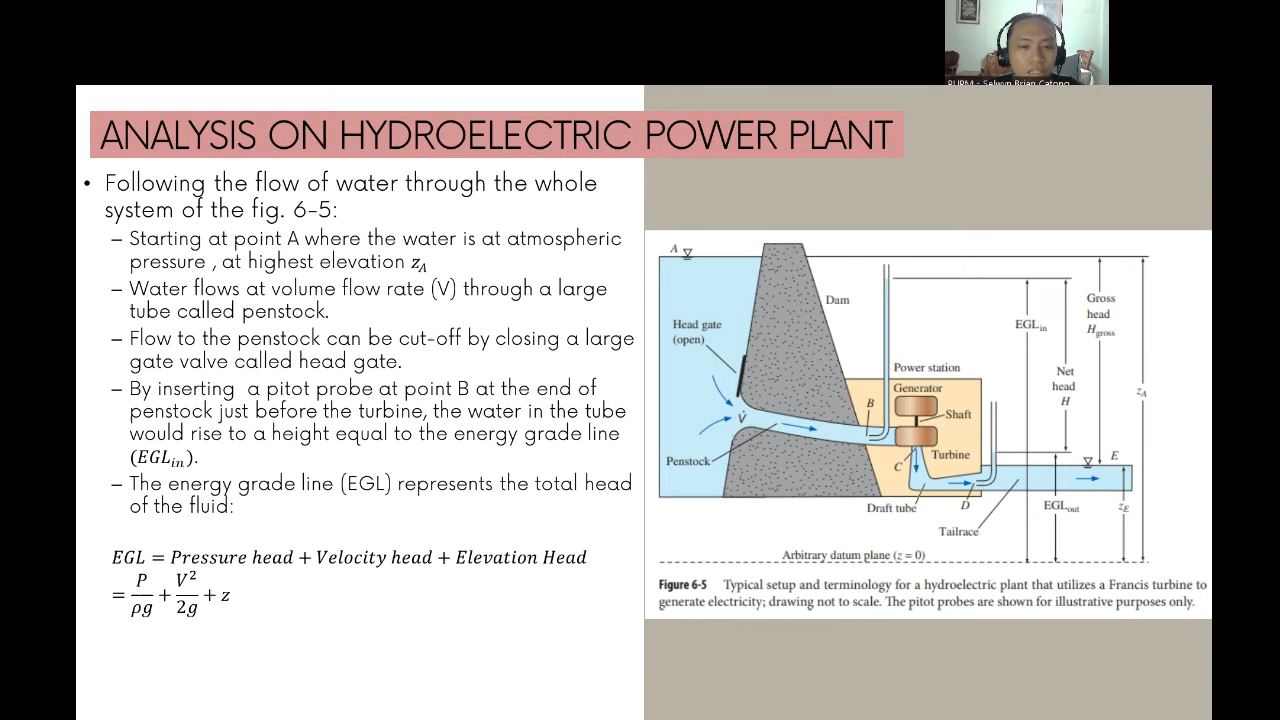 PUPM - Selwyn Brian Catong
ANALYSIS ON HYDROELECTRIC POWER PLANT
• Following the flow of water through the whole
system of the fig. 6-5:
– Starting at point A where the water is at atmospheric
pressure , at highest elevation z_A
– Water flows at volume flow rate (V) through a large
tube called penstock.
– Flow to the penstock can be cut-off by closing a large
gate valve called head gate.
– By inserting a pitot probe at point B at the end of
penstock just before the turbine, the water in the tube
would rise to a height equal to the energy grade line
(EGL_in).
– The energy grade line (EGL) represents the total head
of the fluid:
EGL = Pressure head + Velocity head + Elevation Head
= P/ρg + V²/2g + z
A
Dam
Head gate
(open)
V̇
Penstock
B
Power station
Generator
Shaft
Turbine
C
Draft tube
D
Tailrace
E
EGL_in
Net
head
H
Gross
head
H_gross
z_A
EGL_out
z_E
Arbitrary datum plane (z = 0)
Figure 6-5 Typical setup and terminology for a hydroelectric plant that utilizes a Francis turbine to
generate electricity; drawing not to scale. The pitot probes are shown for illustrative purposes only.